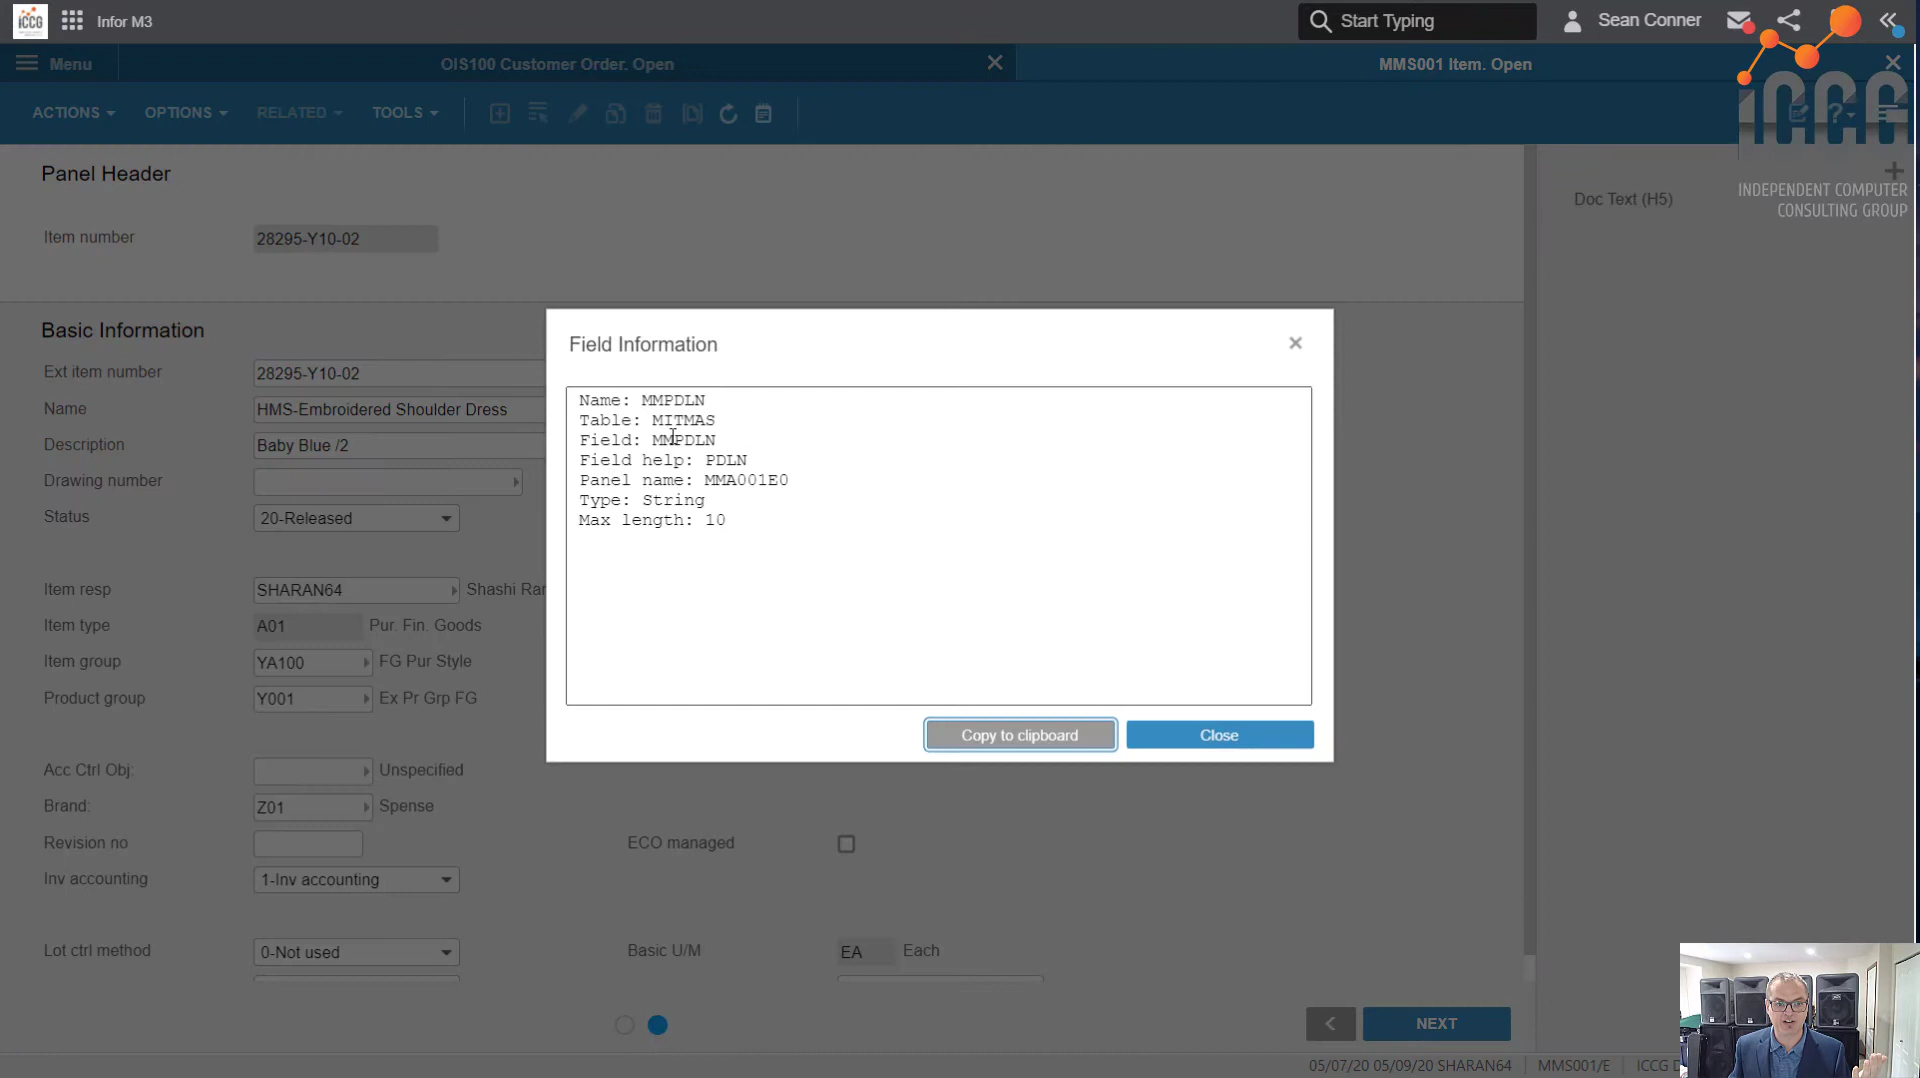 iCCG
Infor M3
Start Typing
Sean Conner
Menu
OIS100 Customer Order. Open
MMS001 Item. Open
ACTIONS
OPTIONS
RELATED
TOOLS
iCCG
INDEPENDENT COMPUTER
CONSULTING GROUP
Panel Header
Doc Text (H5)
Item number
28295-Y10-02
Basic Information
Ext item number
28295-Y10-02
Name
HMS-Embroidered Shoulder Dress
Description
Baby Blue /2
Drawing number
Status
20-Released
Item resp
SHARAN64
Shashi Ran
Item type
A01
Pur. Fin. Goods
Item group
YA100
FG Pur Style
Product group
Y001
Ex Pr Grp FG
Acc Ctrl Obj:
Unspecified
Brand:
Z01
Spense
Revision no
ECO managed
Inv accounting
1-Inv accounting
Lot ctrl method
0-Not used
Basic U/M
EA
Each
Field Information
Name: MMPDLN
Table: MITMAS
Field: MMPDLN
Field help: PDLN
Panel name: MMA001E0
Type: String
Max length: 10
Copy to clipboard
Close
NEXT
05/07/20 05/09/20 SHARAN64
MMS001/E
ICCG D